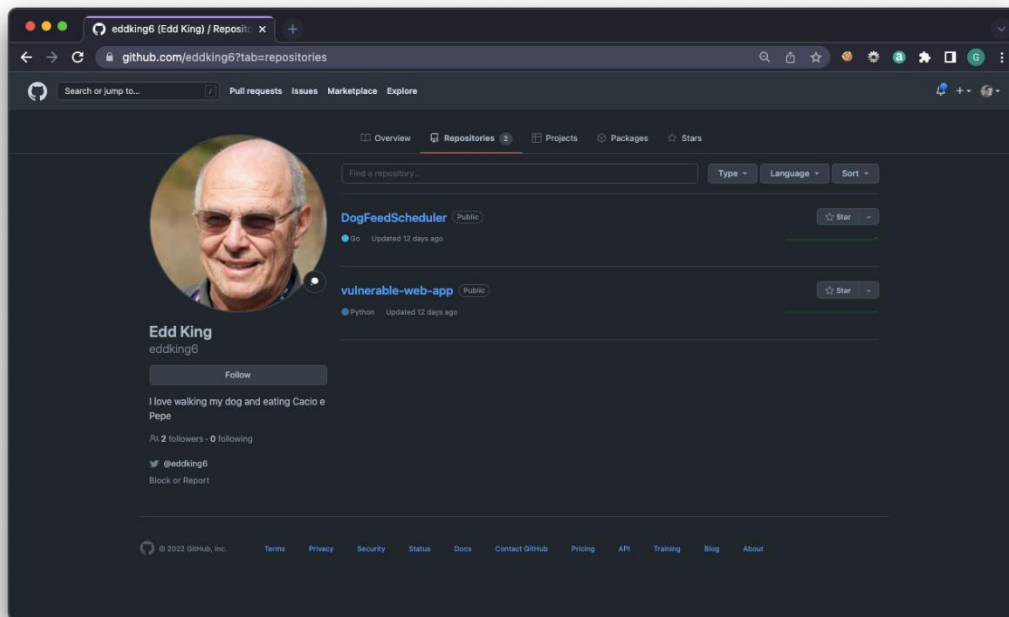 eddking6 (Edd King) / Reposito
github.com/eddking6?tab=repositories
G
Search or jump to... /
Pull requests Issues Marketplace Explore
Overview Repositories 2 Projects Packages Stars
Find a repository...
Type Language Sort
DogFeedScheduler Public
Star
Go Updated 12 days ago
vulnerable-web-app Public
Star
Python Updated 12 days ago
Edd King
eddking6
Follow
I love walking my dog and eating Cacio e
Pepe
2 followers · 0 following
@eddking6
Block or Report
© 2022 GitHub, Inc. Terms Privacy Security Status Docs Contact GitHub Pricing API Training Blog About